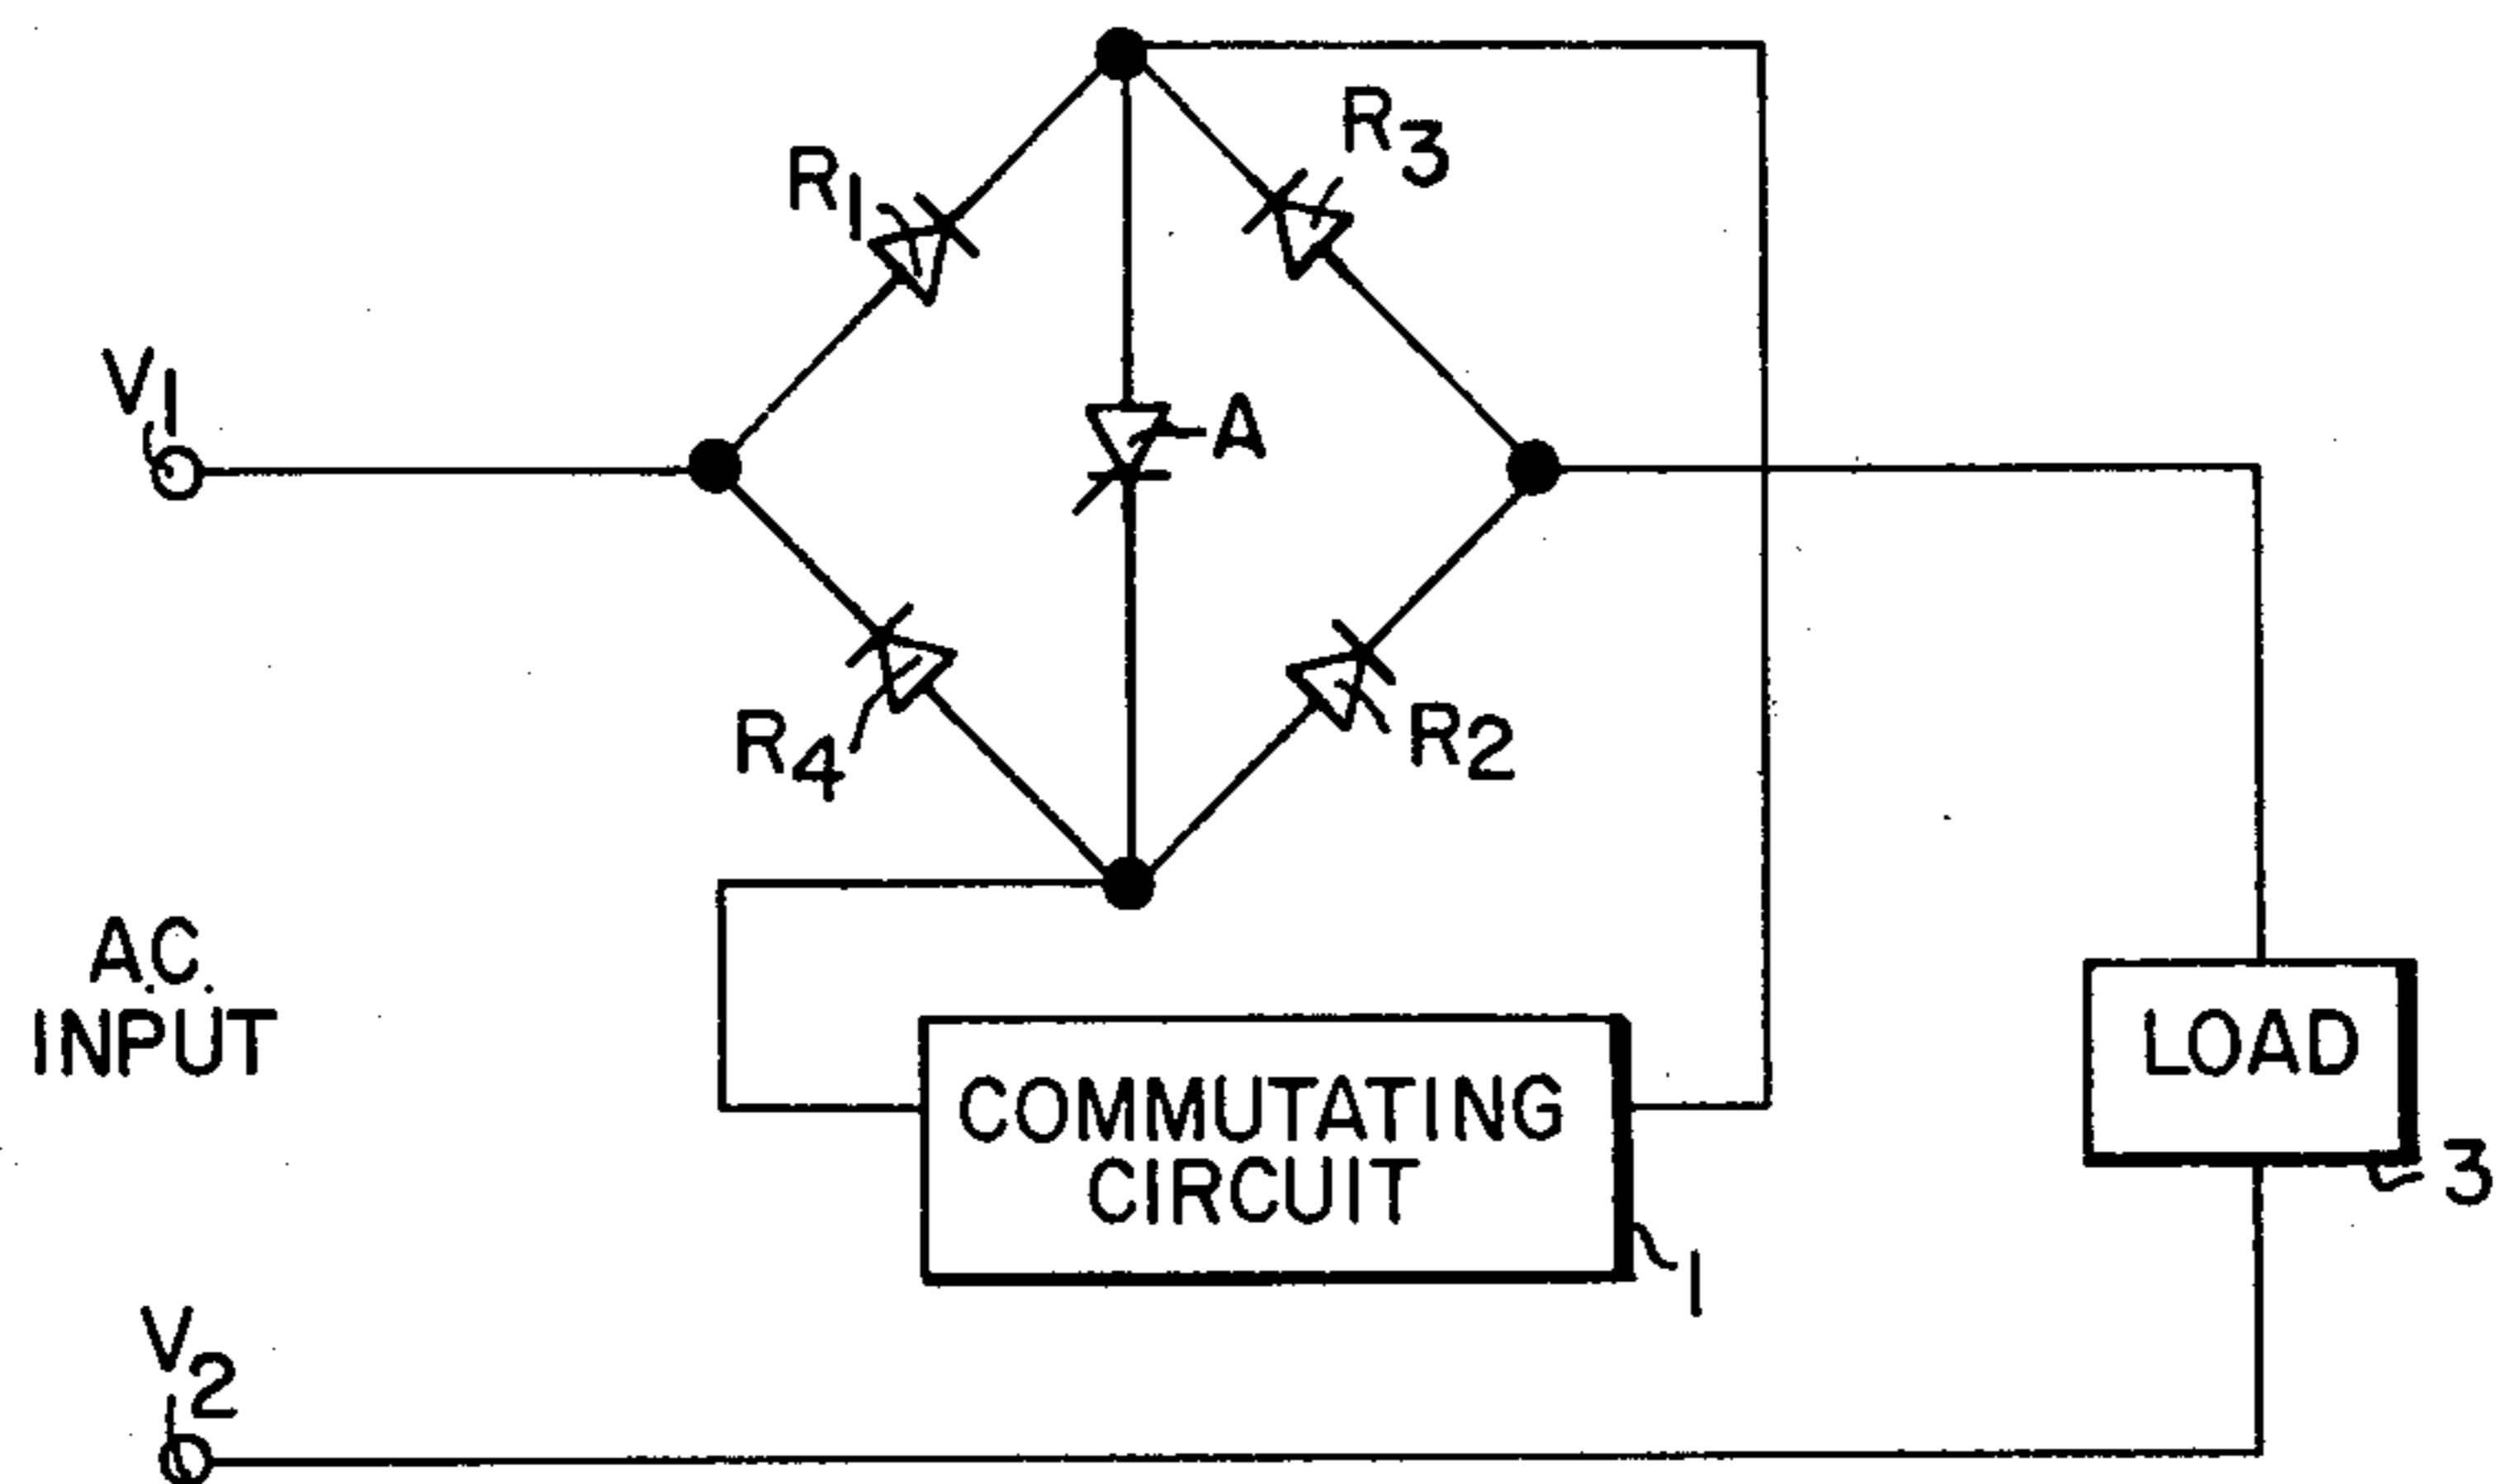 R1
R3
V1
A
R4
R2
A.C.
INPUT
COMMUTATING
CIRCUIT
LOAD
3
1
V2